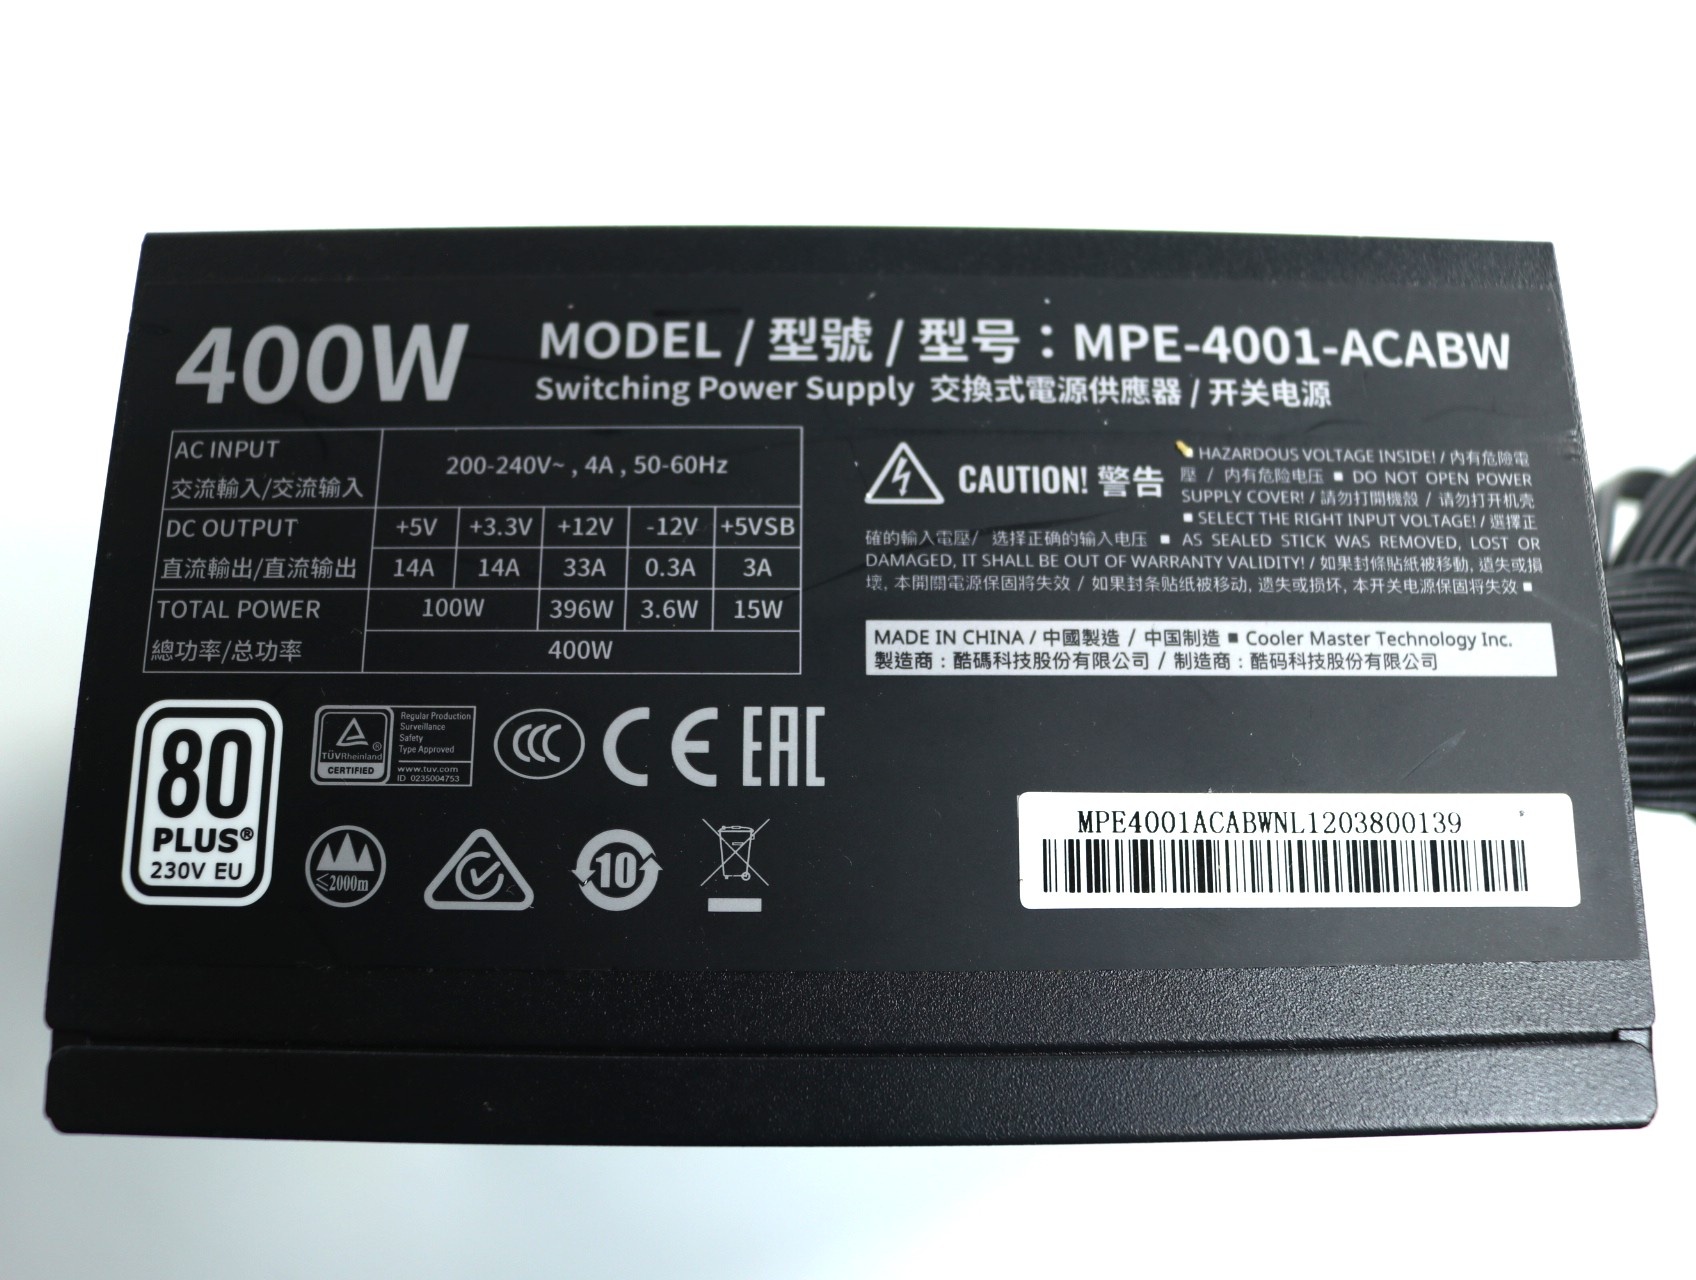 400W
MODEL / 型號 / 型号：MPE-4001-ACABW
Switching Power Supply 交換式電源供應器 / 开关电源
AC INPUT
交流輸入/交流输入
200-240V~ , 4A , 50-60Hz
DC OUTPUT
直流輸出/直流输出
+5V +3.3V +12V -12V +5VSB
14A 14A 33A 0.3A 3A
TOTAL POWER
總功率/总功率
100W 396W 3.6W 15W
400W
CAUTION! 警告
■ HAZARDOUS VOLTAGE INSIDE! / 內有危險電
壓 / 内有危险电压 ■ DO NOT OPEN POWER
SUPPLY COVER! / 請勿打開機殼 / 请勿打开机壳
■ SELECT THE RIGHT INPUT VOLTAGE! / 選擇正
確的輸入電壓/ 选择正确的输入电压 ■ AS SEALED STICK WAS REMOVED, LOST OR
DAMAGED, IT SHALL BE OUT OF WARRANTY VALIDITY! / 如果封條貼紙被移動, 遺失或損
壞, 本開關電源保固將失效 / 如果封条贴纸被移动, 遗失或损坏, 本开关电源保固将失效 ■
MADE IN CHINA / 中國製造 / 中国制造 ■ Cooler Master Technology Inc.
製造商：酷碼科技股份有限公司 / 制造商：酷码科技股份有限公司
80
PLUS®
230V EU
TÜVRheinland ®
CERTIFIED
Regular Production
Surveillance
Safety
Type Approved
www.tuv.com
ID 0235004753
CCC
CE
EAC
≤2000m
10
MPE4001ACABWNL1203800139